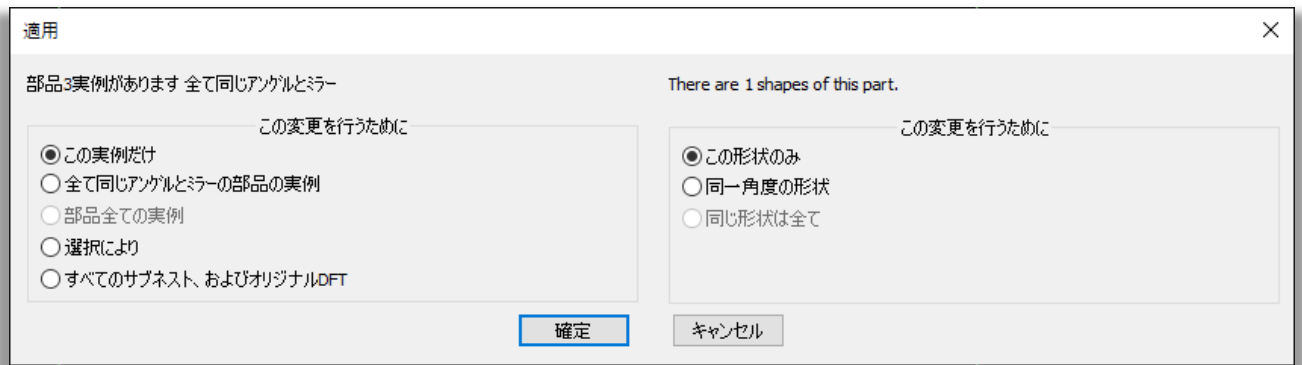 適用
部品3実例があります 全て同じｱﾝｸﾞﾙとﾐﾗｰ
There are 1 shapes of this part.
この変更を行うために
この実例だけ
全て同じｱﾝｸﾞﾙとﾐﾗｰの部品の実例
部品全ての実例
選択により
すべてのサブネスト、およびオリジナルDFT
この変更を行うために
この形状のみ
同一角度の形状
同じ形状は全て
確定
キャンセル